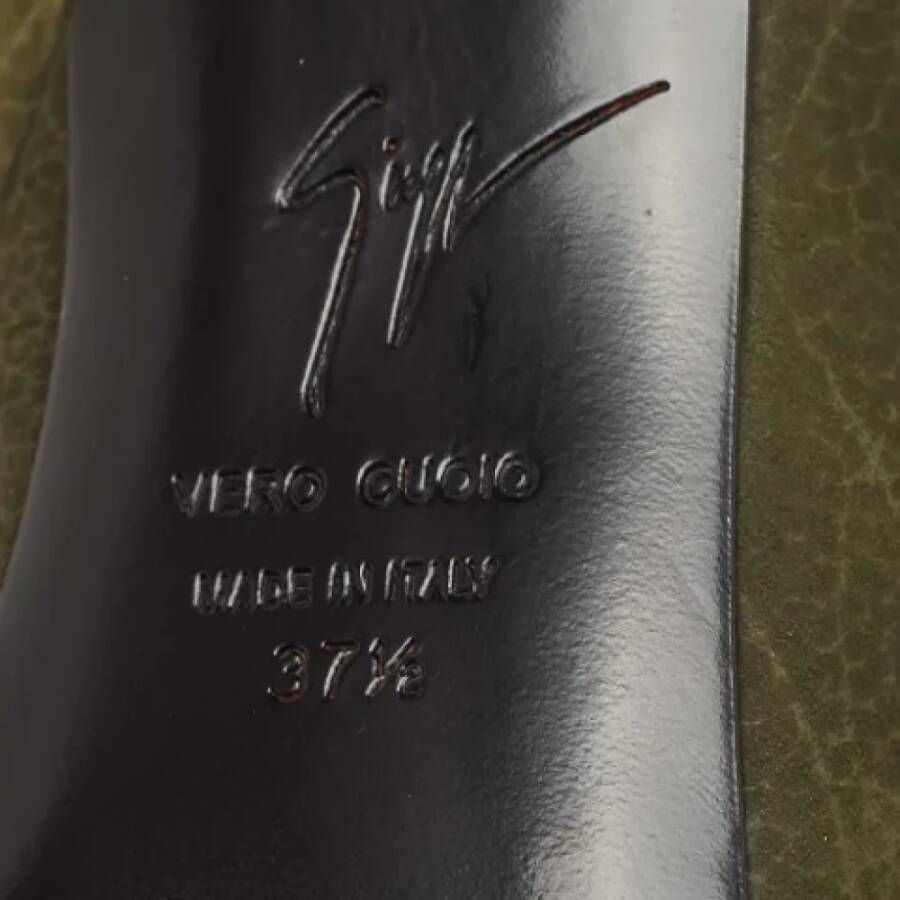 VERO CUOIO
MADE IN ITALY
37½